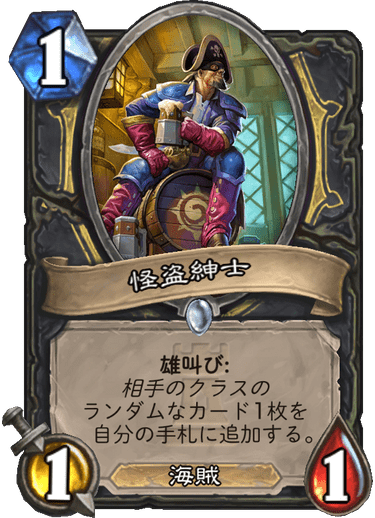 1
怪盗紳士
雄叫び:
相手のクラスの
ランダムなカード1枚を
自分の手札に追加する。
海賊
1
1